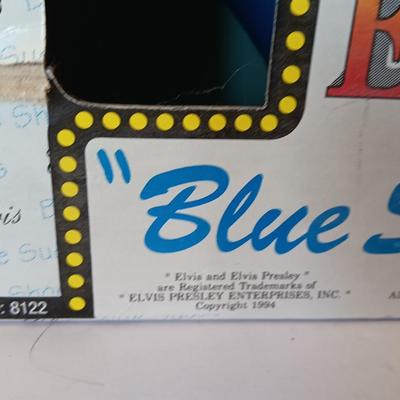 E
" Blue S
" Elvis and Elvis Presley "
are Registered Trademarks of
" ELVIS PRESLEY ENTERPRISES, INC. "
Copyright 1994
: 8122